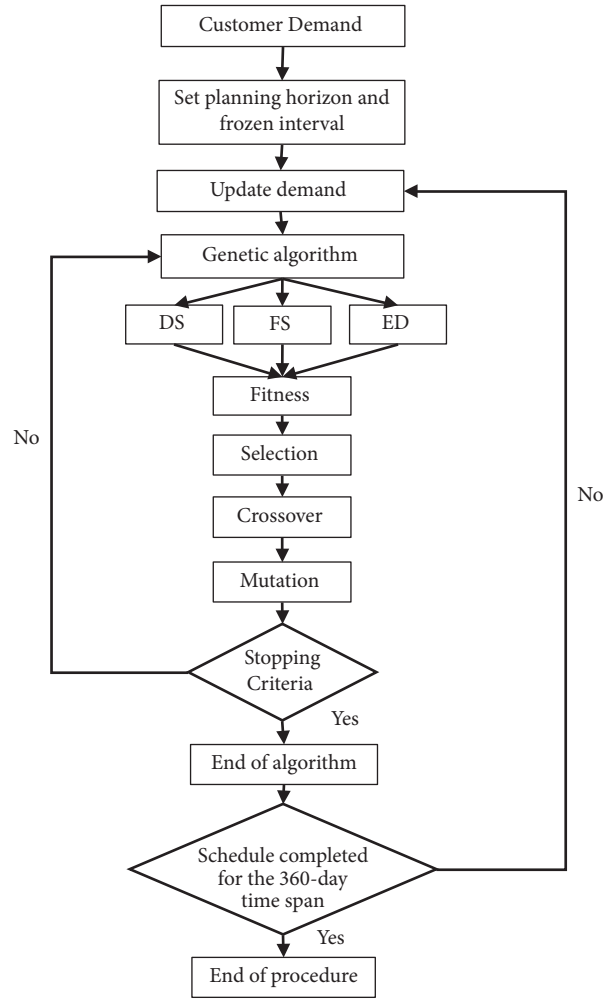 Customer Demand
Set planning horizon and
frozen interval
Update demand
Genetic algorithm
DS
FS
ED
Fitness
No
Selection
No
Crossover
Mutation
Stopping
Criteria
Yes
End of algorithm
Schedule completed
for the 360-day
time span
Yes
End of procedure